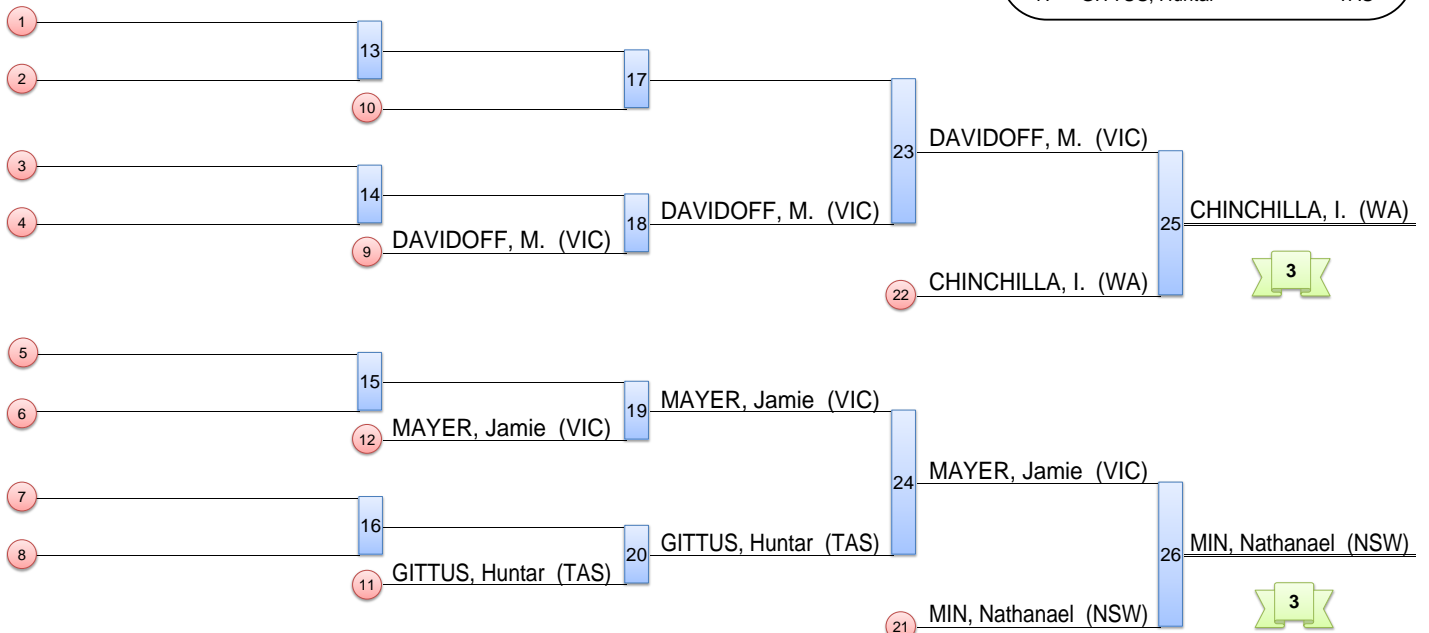 1
13
2
17
10
3
23
DAVIDOFF, M. (VIC)
14
4
18
DAVIDOFF, M. (VIC)
25
CHINCHILLA, I. (WA)
9
DAVIDOFF, M. (VIC)
3
22
CHINCHILLA, I. (WA)
5
15
6
19
MAYER, Jamie (VIC)
12
MAYER, Jamie (VIC)
7
24
MAYER, Jamie (VIC)
16
8
20
GITTUS, Huntar (TAS)
26
MIN, Nathanael (NSW)
11
GITTUS, Huntar (TAS)
3
21
MIN, Nathanael (NSW)